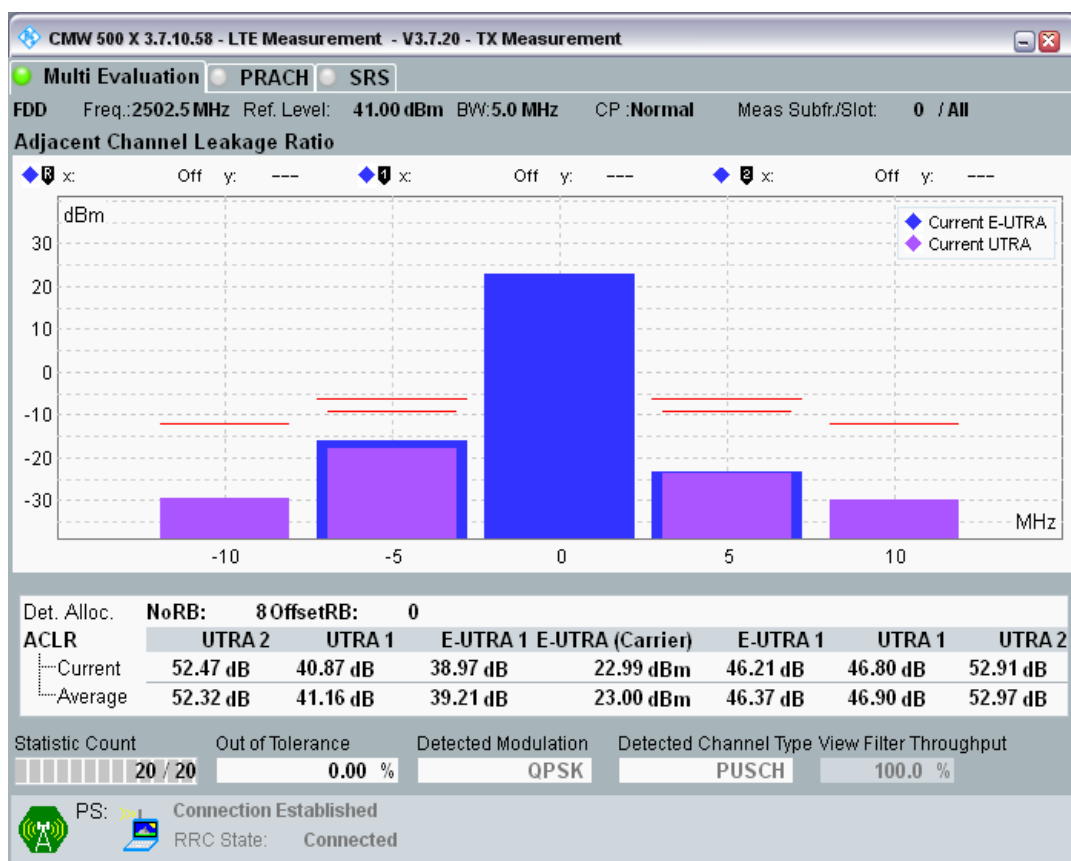 CMW 500 X 3.7.10.58 - LTE Measurement - V3.7.20 - TX Measurement
Multi Evaluation PRACH SRS
FDD Freq.:2502.5 MHz Ref. Level: 41.00 dBm BW:5.0 MHz CP :Normal Meas Subfr./Slot: 0 / All
Adjacent Channel Leakage Ratio
R x: Off y: --- 1 x: Off y: --- 2 x: Off y: ---
dBm
Current E-UTRA
Current UTRA
30
20
10
0
-10
-20
-30
MHz
-10 -5 0 5 10
Det. Alloc. NoRB: 8 OffsetRB: 0
ACLR UTRA 2 UTRA 1 E-UTRA 1 E-UTRA (Carrier) E-UTRA 1 UTRA 1 UTRA 2
Current 52.47 dB 40.87 dB 38.97 dB 22.99 dBm 46.21 dB 46.80 dB 52.91 dB
Average 52.32 dB 41.16 dB 39.21 dB 23.00 dBm 46.37 dB 46.90 dB 52.97 dB
Statistic Count Out of Tolerance Detected Modulation Detected Channel Type View Filter Throughput
20 / 20 0.00 % QPSK PUSCH 100.0 %
PS: Connection Established
RRC State: Connected